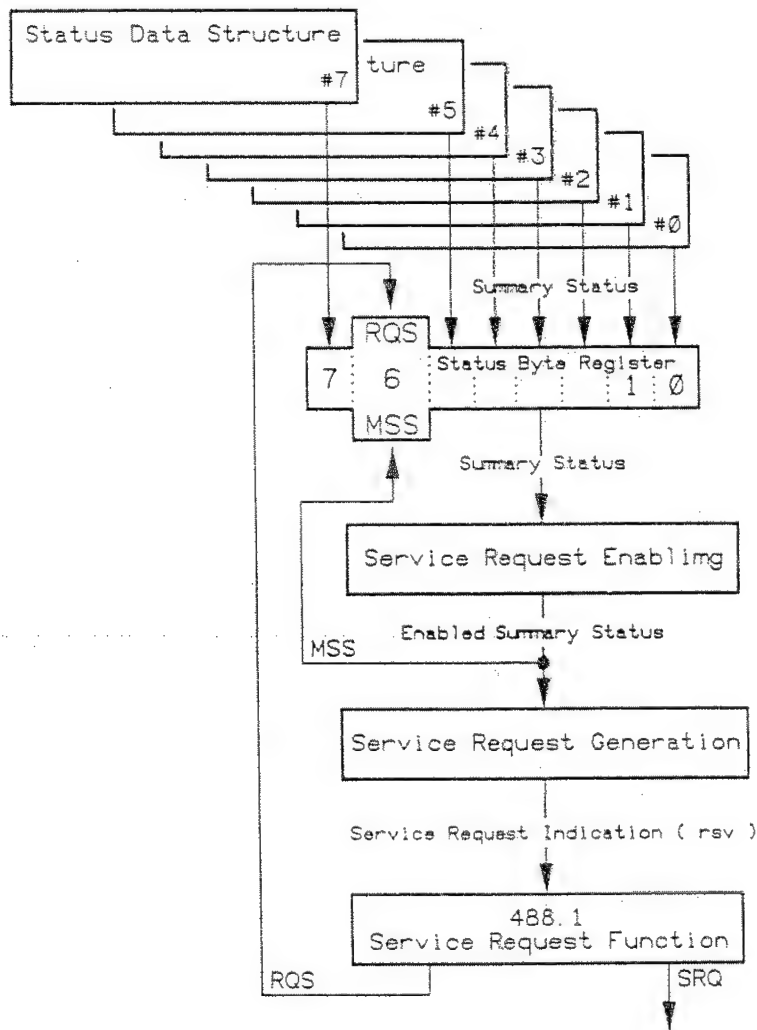 Status Data Structure
#7
ture
#5
#4
#3
#2
#1
#0
Summary Status
RQS
Status Byte Register
7 6 1 0
MSS
Summary Status
Service Request Enablimg
Enabled Summary Status
MSS
Service Request Generation
Service Request Indication ( rsv )
488.1
Service Request Function
RQS
SRQ